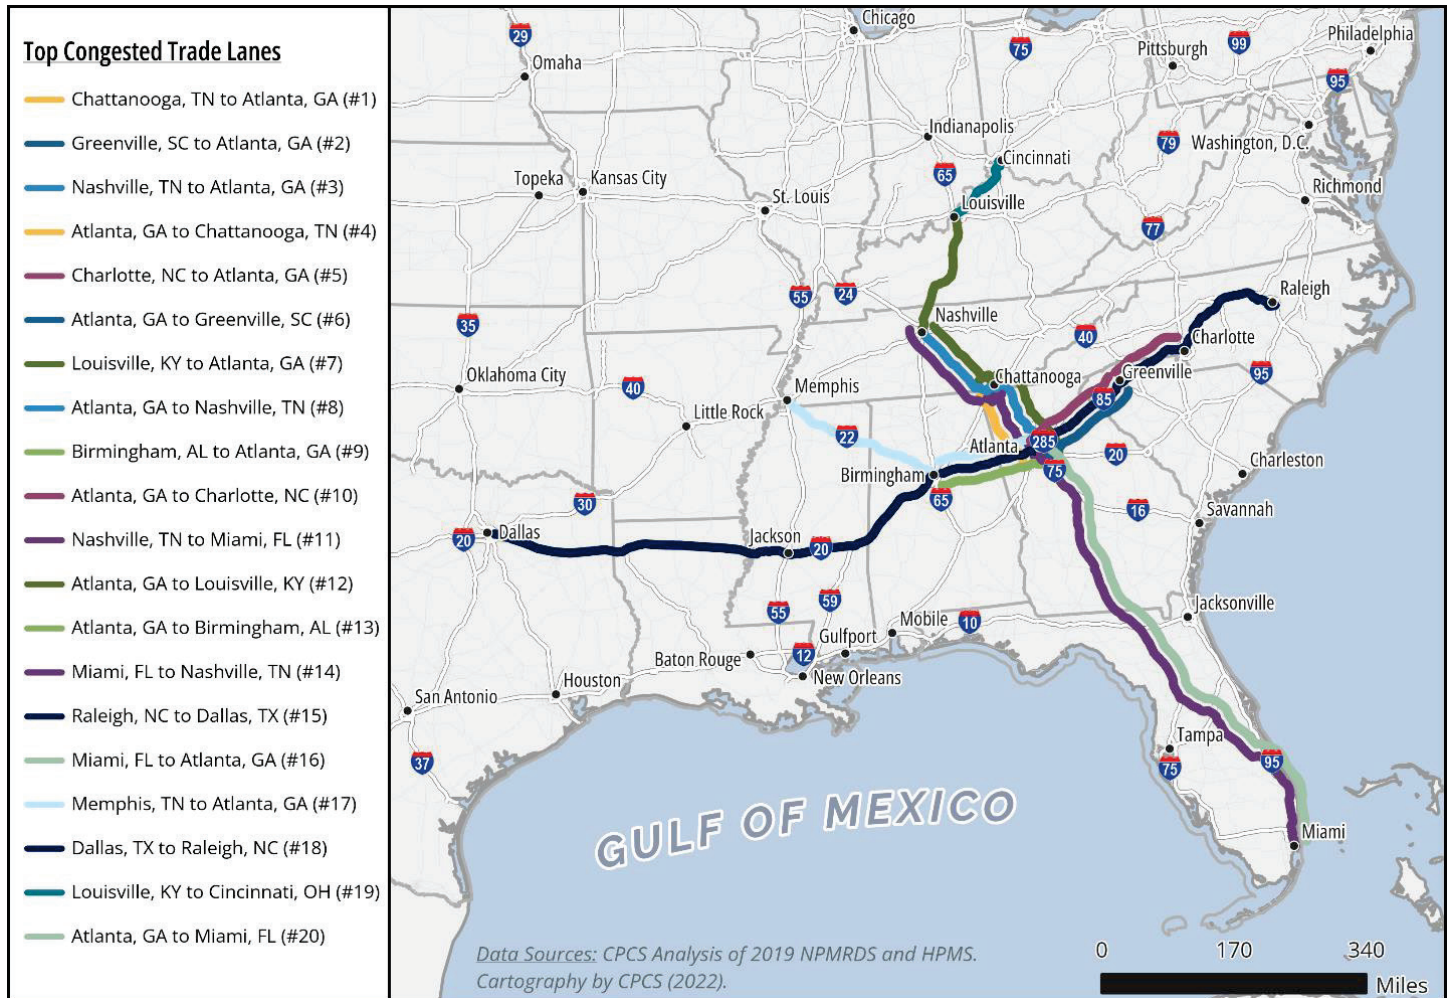 Top Congested Trade Lanes
Chattanooga, TN to Atlanta, GA (#1)
Greenville, SC to Atlanta, GA (#2)
Nashville, TN to Atlanta, GA (#3)
Atlanta, GA to Chattanooga, TN (#4)
Charlotte, NC to Atlanta, GA (#5)
Atlanta, GA to Greenville, SC (#6)
Louisville, KY to Atlanta, GA (#7)
Atlanta, GA to Nashville, TN (#8)
Birmingham, AL to Atlanta, GA (#9)
Atlanta, GA to Charlotte, NC (#10)
Nashville, TN to Miami, FL (#11)
Atlanta, GA to Louisville, KY (#12)
Atlanta, GA to Birmingham, AL (#13)
Miami, FL to Nashville, TN (#14)
Raleigh, NC to Dallas, TX (#15)
Miami, FL to Atlanta, GA (#16)
Memphis, TN to Atlanta, GA (#17)
Dallas, TX to Raleigh, NC (#18)
Louisville, KY to Cincinnati, OH (#19)
Atlanta, GA to Miami, FL (#20)
Chicago
29
75
99
Philadelphia
Pittsburgh
Omaha
95
Indianapolis
79
Washington, D.C.
Cincinnati
65
Topeka
Kansas City
St. Louis
Richmond
Louisville
77
55
24
Raleigh
35
Nashville
40
Charlotte
Oklahoma City
40
Memphis
Chattanooga
Greenville
95
85
Little Rock
22
Atlanta
285
20
Birmingham
75
Charleston
65
30
16
Savannah
20
Dallas
Jackson
20
55
59
Jacksonville
Mobile
10
Gulfport
Baton Rouge
12
New Orleans
Houston
San Antonio
Tampa
37
75
95
GULF OF MEXICO
Miami
Data Sources: CPCS Analysis of 2019 NPMRDS and HPMS.
Cartography by CPCS (2022).
0 170 340
Miles